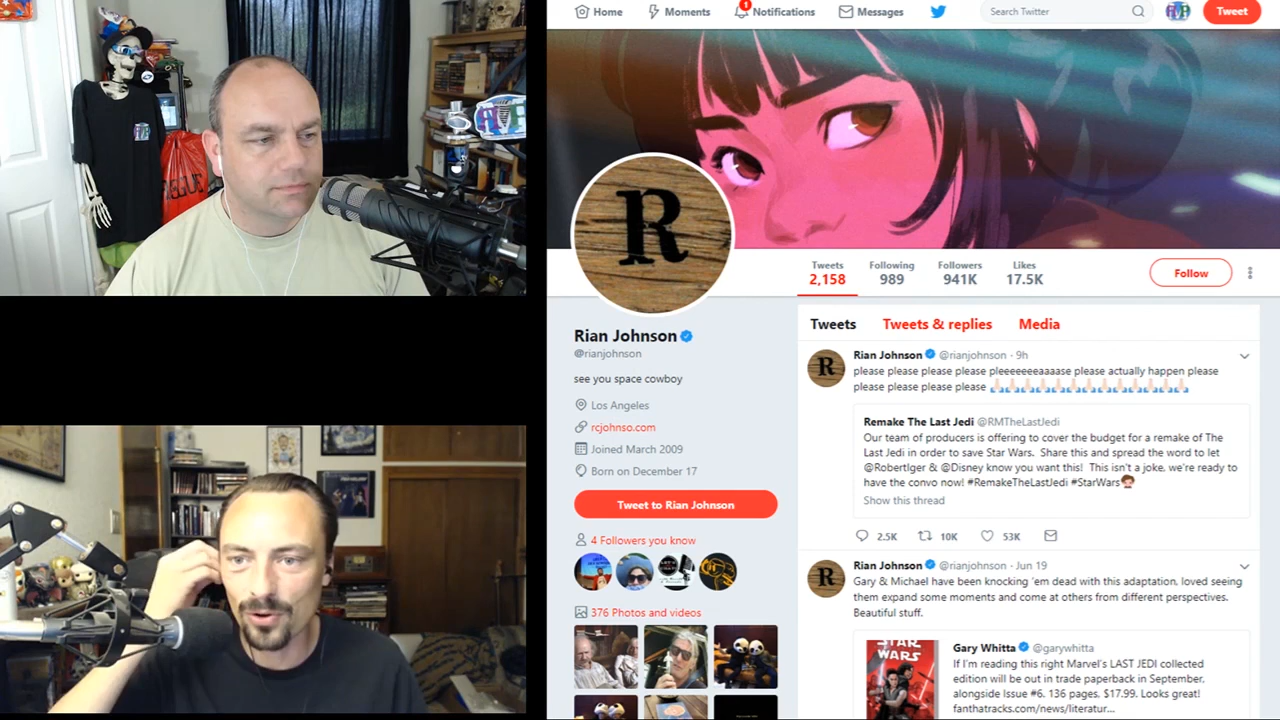 Home
Moments
1
Notifications
Messages
Search Twitter
Tweet
HVF
ROGUE
HVF
R
Tweets
2,158
Following
989
Followers
941K
Likes
17.5K
Follow
Rian Johnson
@rianjohnson
see you space cowboy
Los Angeles
rcjohnso.com
Joined March 2009
Born on December 17
Tweet to Rian Johnson
4 Followers you know
376 Photos and videos
Tweets
Tweets & replies
Media
R
Rian Johnson @rianjohnson · 9h
please please please please pleeeeeeaaaase please actually happen please
please please please please 🙏🏻🙏🏻🙏🏻🙏🏻🙏🏻🙏🏻🙏🏻🙏🏻🙏🏻🙏🏻🙏🏻🙏🏻🙏🏻
Remake The Last Jedi @RMTheLastJedi
Our team of producers is offering to cover the budget for a remake of The
Last Jedi in order to save Star Wars. Share this and spread the word to let
@RobertIger & @Disney know you want this! This isn't a joke, we're ready to
have the convo now! #RemakeTheLastJedi #StarWars
Show this thread
2.5K
10K
53K
R
Rian Johnson @rianjohnson · Jun 19
Gary & Michael have been knocking 'em dead with this adaptation, loved seeing
them expand some moments and come at others from different perspectives.
Beautiful stuff.
STAR
WARS
Gary Whitta @garywhitta
If I'm reading this right Marvel's LAST JEDI collected
edition will be out in trade paperback in September,
alongside Issue #6. 136 pages, $17.99. Looks great!
fanthatracks.com/news/literatur...